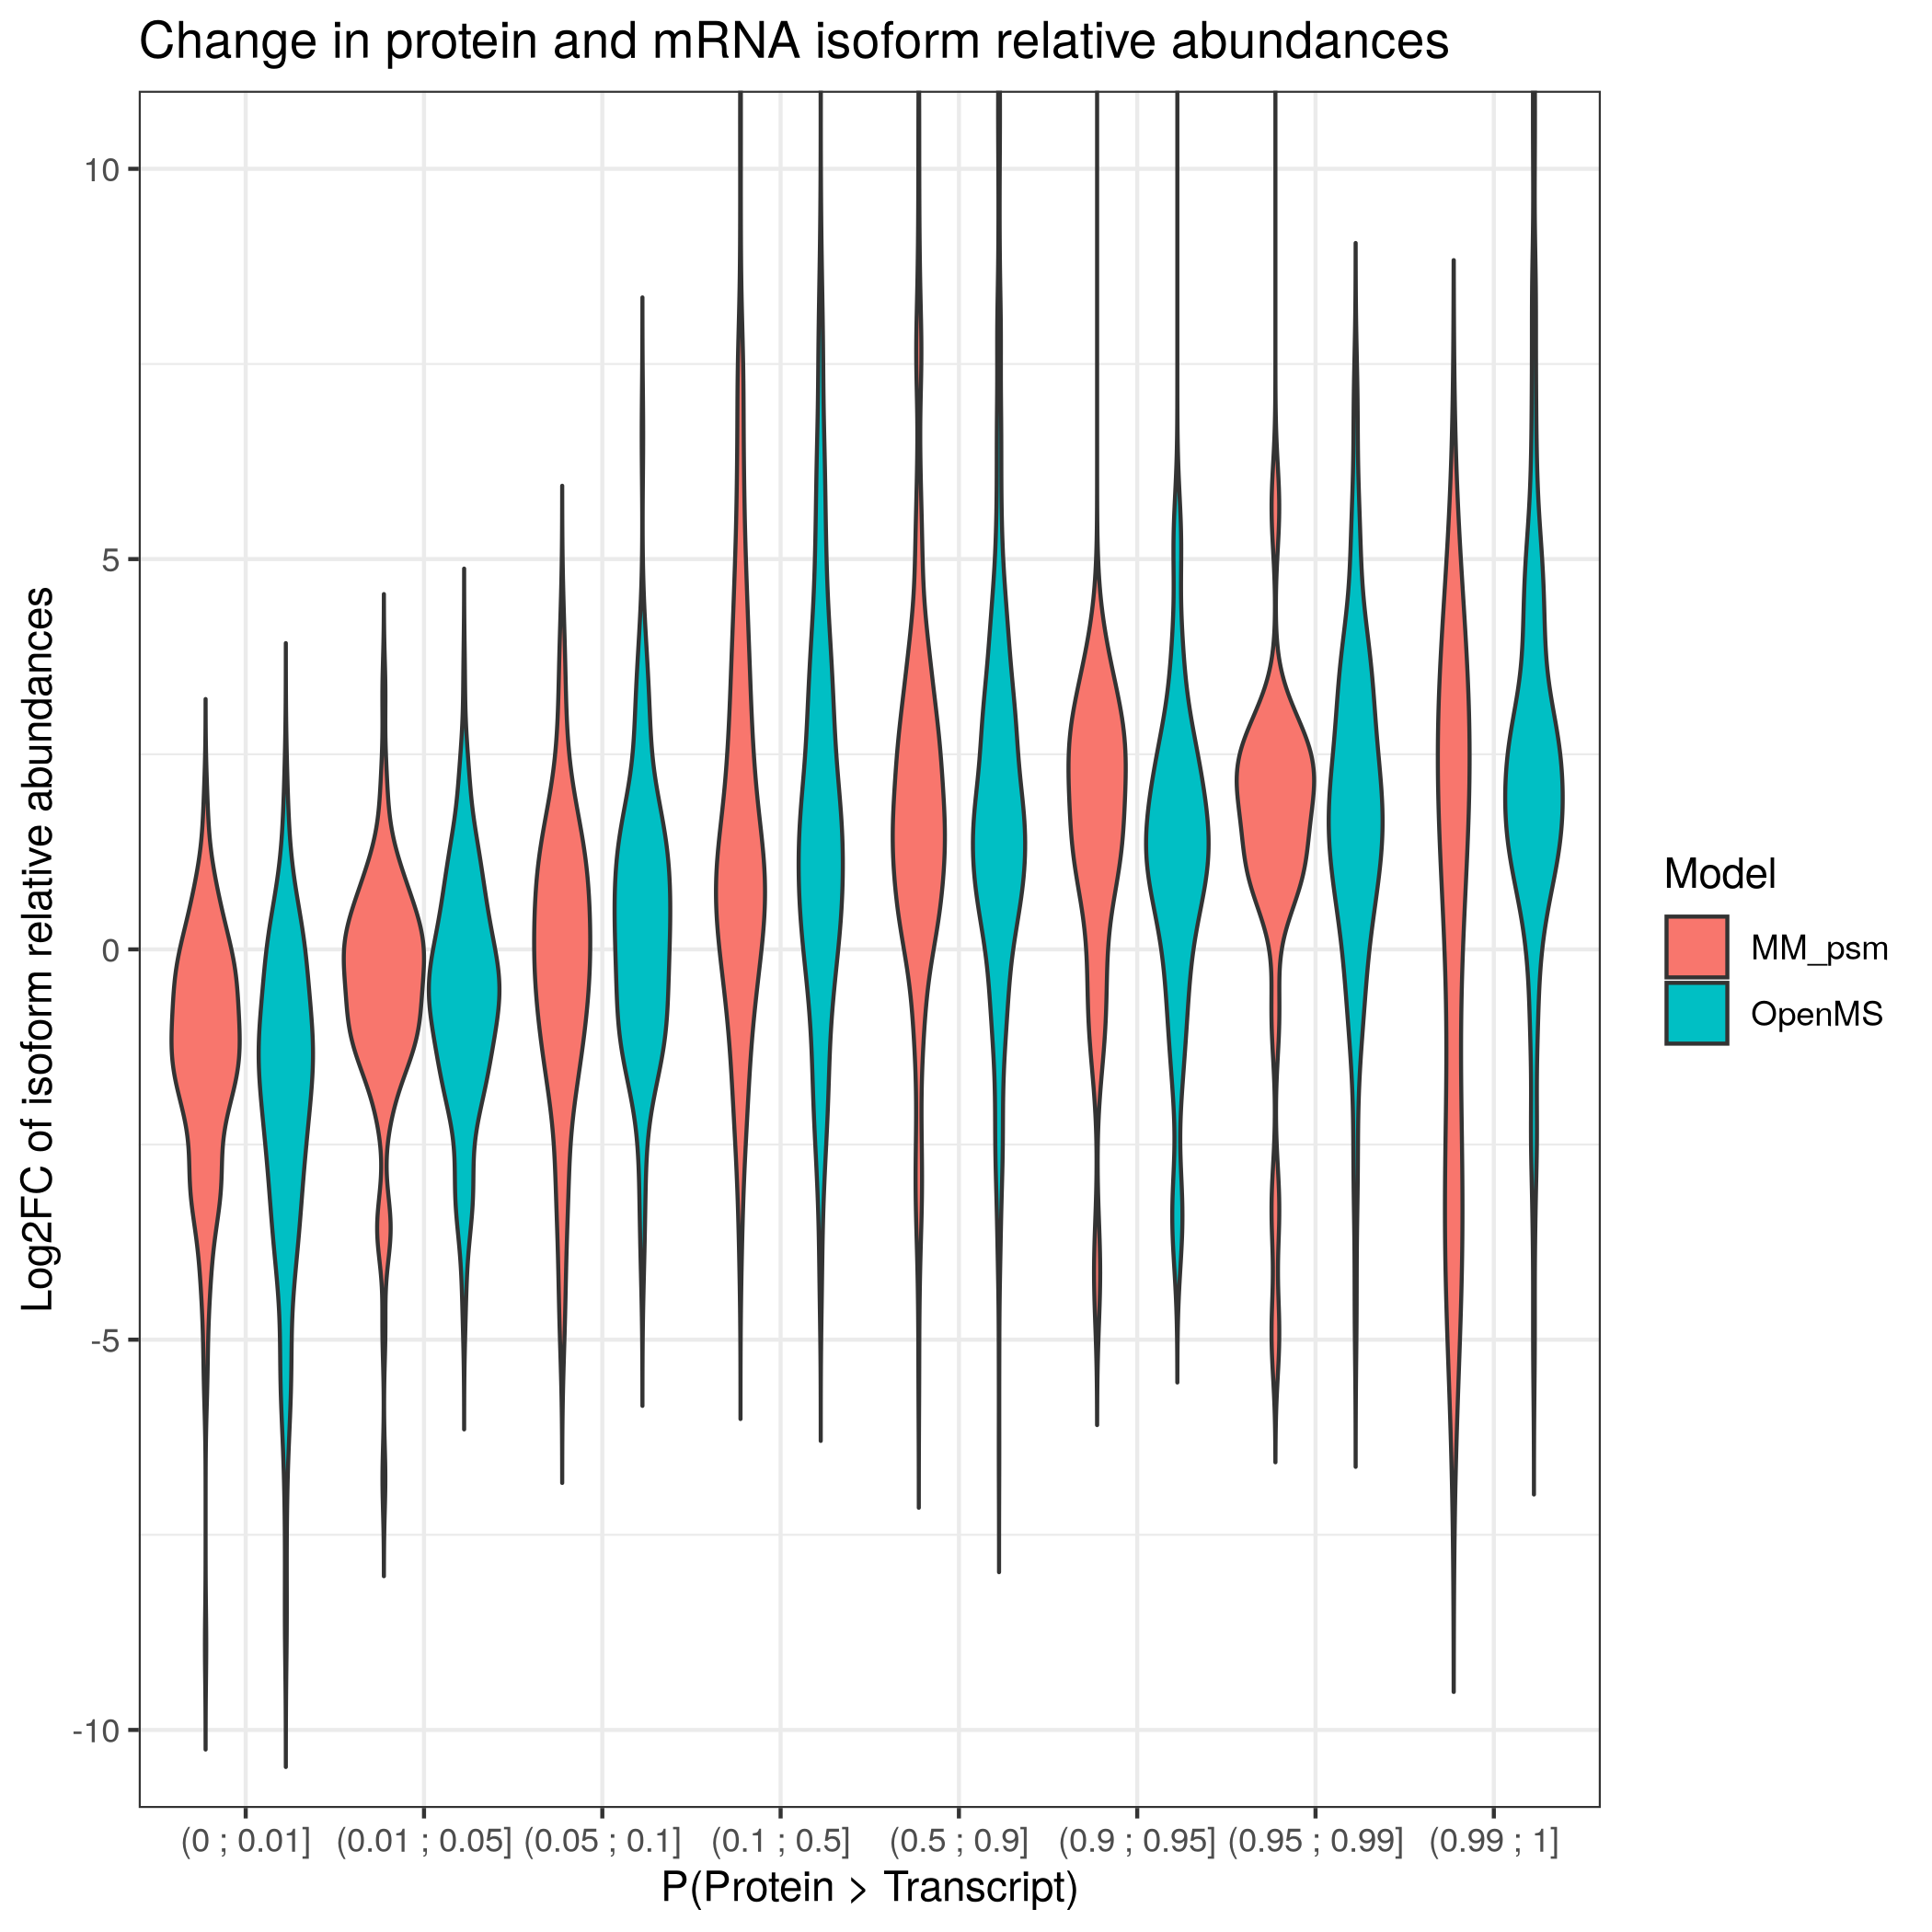 Change in protein and mRNA isoform relative abundances
Log2FC of isoform relative abundances
10
5
0
-5
-10
(0 ; 0.01]
(0.01 ; 0.05]
(0.05 ; 0.1]
(0.1 ; 0.5]
(0.5 ; 0.9]
(0.9 ; 0.95]
(0.95 ; 0.99]
(0.99 ; 1]
P(Protein > Transcript)
Model
MM_psm
OpenMS